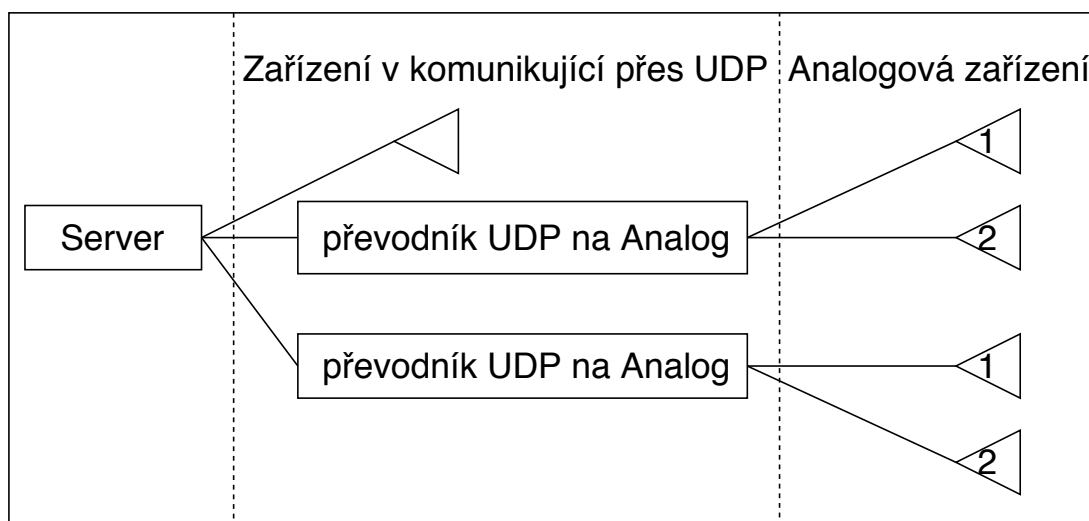 Zařízení v komunikující přes UDP
Analogová zařízení
1
Server
převodník UDP na Analog
2
převodník UDP na Analog
1
2